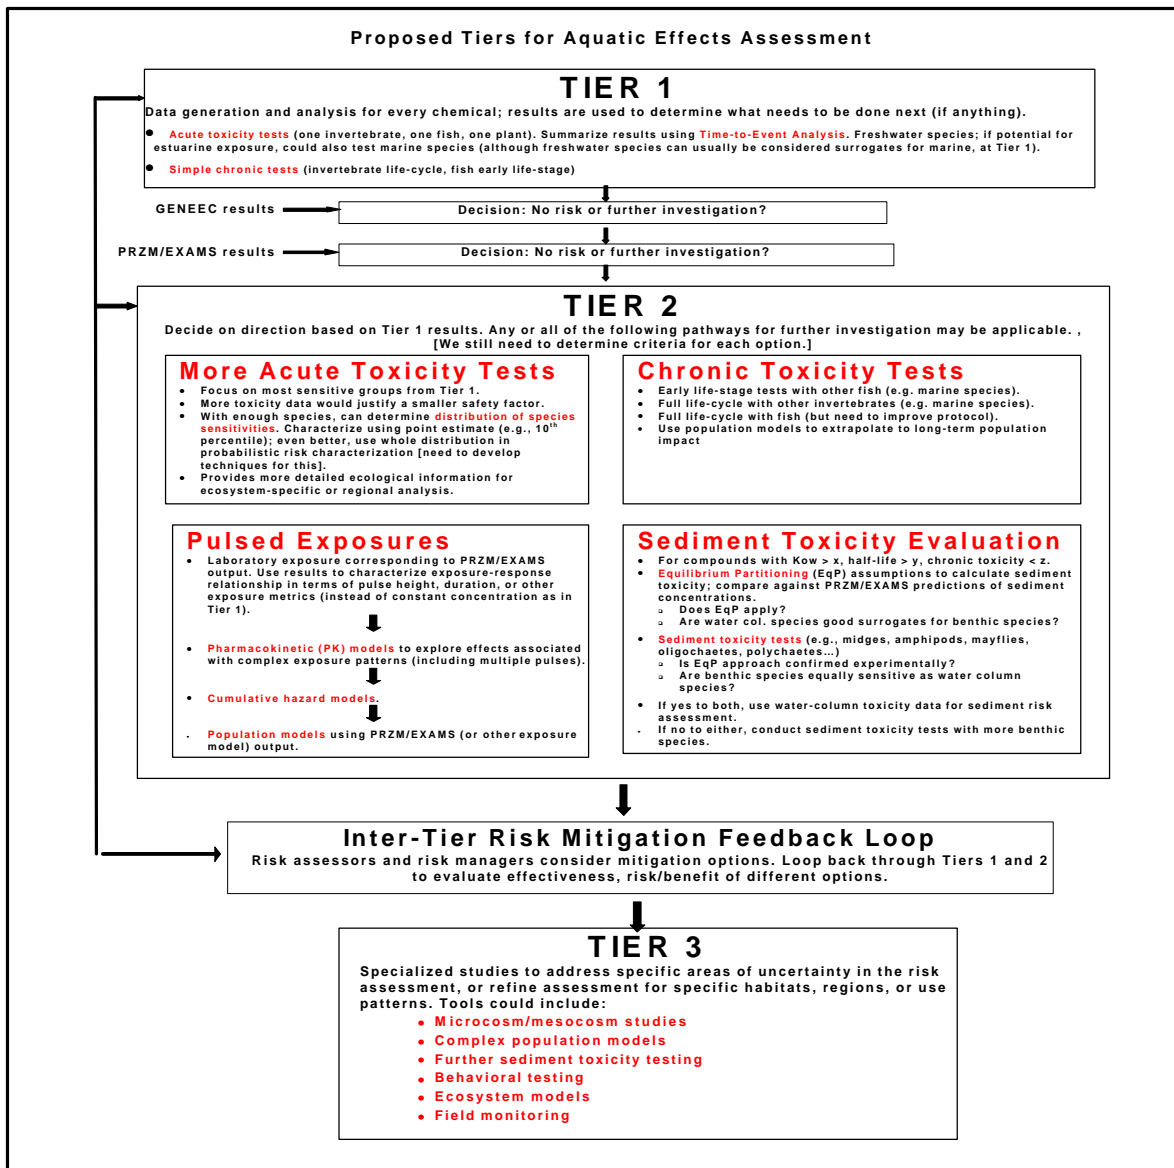 Proposed Tiers for Aquatic Effects Assessment
TIER 1
Data generation and analysis for every chemical; results are used to determine what needs to be done next (if anything).
• Acute toxicity tests (one invertebrate, one fish, one plant). Summarize results using Time-to-Event Analysis. Freshwater species; if potential for
estuarine exposure, could also test marine species (although freshwater species can usually be considered surrogates for marine, at Tier 1).
• Simple chronic tests (invertebrate life-cycle, fish early life-stage)
GENEEC results
Decision: No risk or further investigation?
PRZM/EXAMS results
Decision: No risk or further investigation?
TIER 2
Decide on direction based on Tier 1 results. Any or all of the following pathways for further investigation may be applicable. ,
[We still need to determine criteria for each option.]
More Acute Toxicity Tests
• Focus on most sensitive groups from Tier 1.
• More toxicity data would justify a smaller safety factor.
• With enough species, can determine distribution of species
sensitivities. Characterize using point estimate (e.g., 10th
percentile); even better, use whole distribution in
probabilistic risk characterization [need to develop
techniques for this].
• Provides more detailed ecological information for
ecosystem-specific or regional analysis.
Chronic Toxicity Tests
• Early life-stage tests with other fish (e.g. marine species).
• Full life-cycle with other invertebrates (e.g. marine species).
• Full life-cycle with fish (but need to improve protocol).
• Use population models to extrapolate to long-term population
impact
Pulsed Exposures
• Laboratory exposure corresponding to PRZM/EXAMS
output. Use results to characterize exposure-response
relationship in terms of pulse height, duration, or other
exposure metrics (instead of constant concentration as in
Tier 1).
• Pharmacokinetic (PK) models to explore effects associated
with complex exposure patterns (including multiple pulses).
• Cumulative hazard models.
. Population models using PRZM/EXAMS (or other exposure
model) output.
Sediment Toxicity Evaluation
• For compounds with Kow > x, half-life > y, chronic toxicity < z.
• Equilibrium Partitioning (EqP) assumptions to calculate sediment
toxicity; compare against PRZM/EXAMS predictions of sediment
concentrations.
❑ Does EqP apply?
❑ Are water col. species good surrogates for benthic species?
• Sediment toxicity tests (e.g., midges, amphipods, mayflies,
oligochaetes, polychaetes…)
❑ Is EqP approach confirmed experimentally?
❑ Are benthic species equally sensitive as water column
species?
• If yes to both, use water-column toxicity data for sediment risk
assessment.
. If no to either, conduct sediment toxicity tests with more benthic
species.
Inter-Tier Risk Mitigation Feedback Loop
Risk assessors and risk managers consider mitigation options. Loop back through Tiers 1 and 2
to evaluate effectiveness, risk/benefit of different options.
TIER 3
Specialized studies to address specific areas of uncertainty in the risk
assessment, or refine assessment for specific habitats, regions, or use
patterns. Tools could include:
• Microcosm/mesocosm studies
• Complex population models
• Further sediment toxicity testing
• Behavioral testing
• Ecosystem models
• Field monitoring